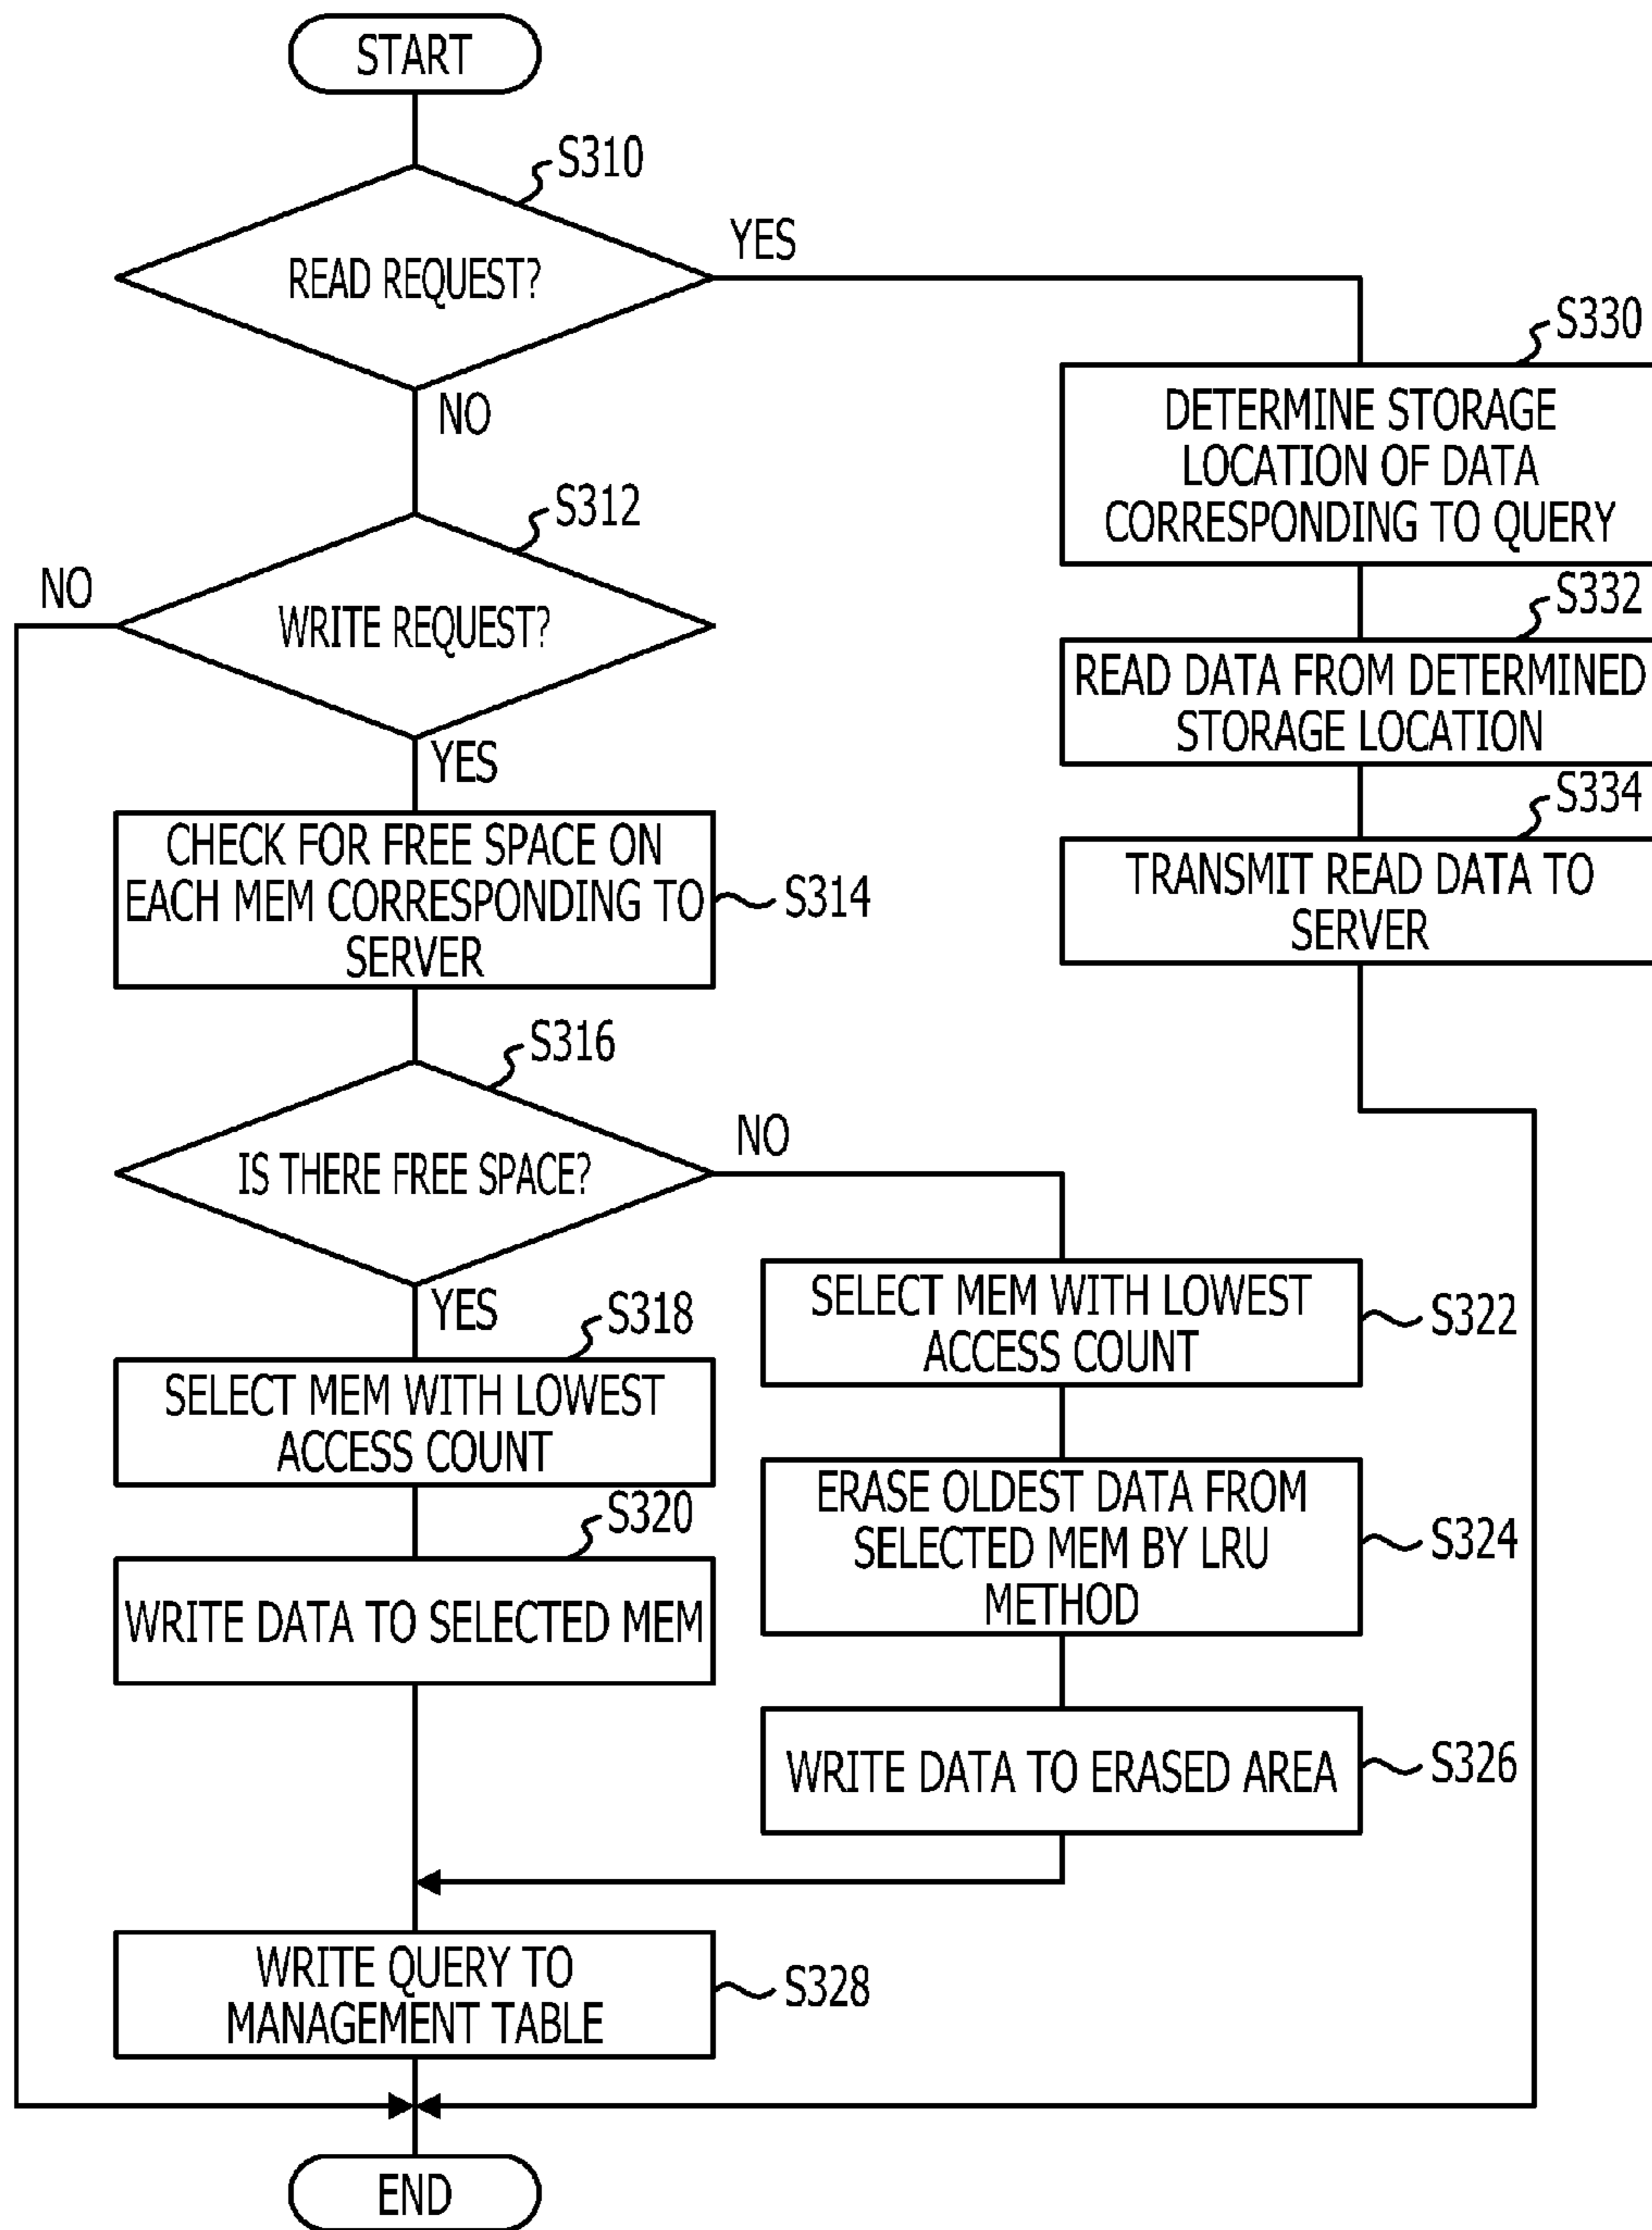 START
S310
READ REQUEST?
YES
NO
S330
DETERMINE STORAGE
LOCATION OF DATA
CORRESPONDING TO QUERY
S312
WRITE REQUEST?
NO
YES
S332
READ DATA FROM DETERMINED
STORAGE LOCATION
S334
TRANSMIT READ DATA TO
SERVER
CHECK FOR FREE SPACE ON
EACH MEM CORRESPONDING TO
SERVER
S314
S316
IS THERE FREE SPACE?
NO
YES
S318
SELECT MEM WITH LOWEST
ACCESS COUNT
S320
WRITE DATA TO SELECTED MEM
SELECT MEM WITH LOWEST
ACCESS COUNT
S322
ERASE OLDEST DATA FROM
SELECTED MEM BY LRU
METHOD
S324
WRITE DATA TO ERASED AREA
S326
WRITE QUERY TO
MANAGEMENT TABLE
S328
END